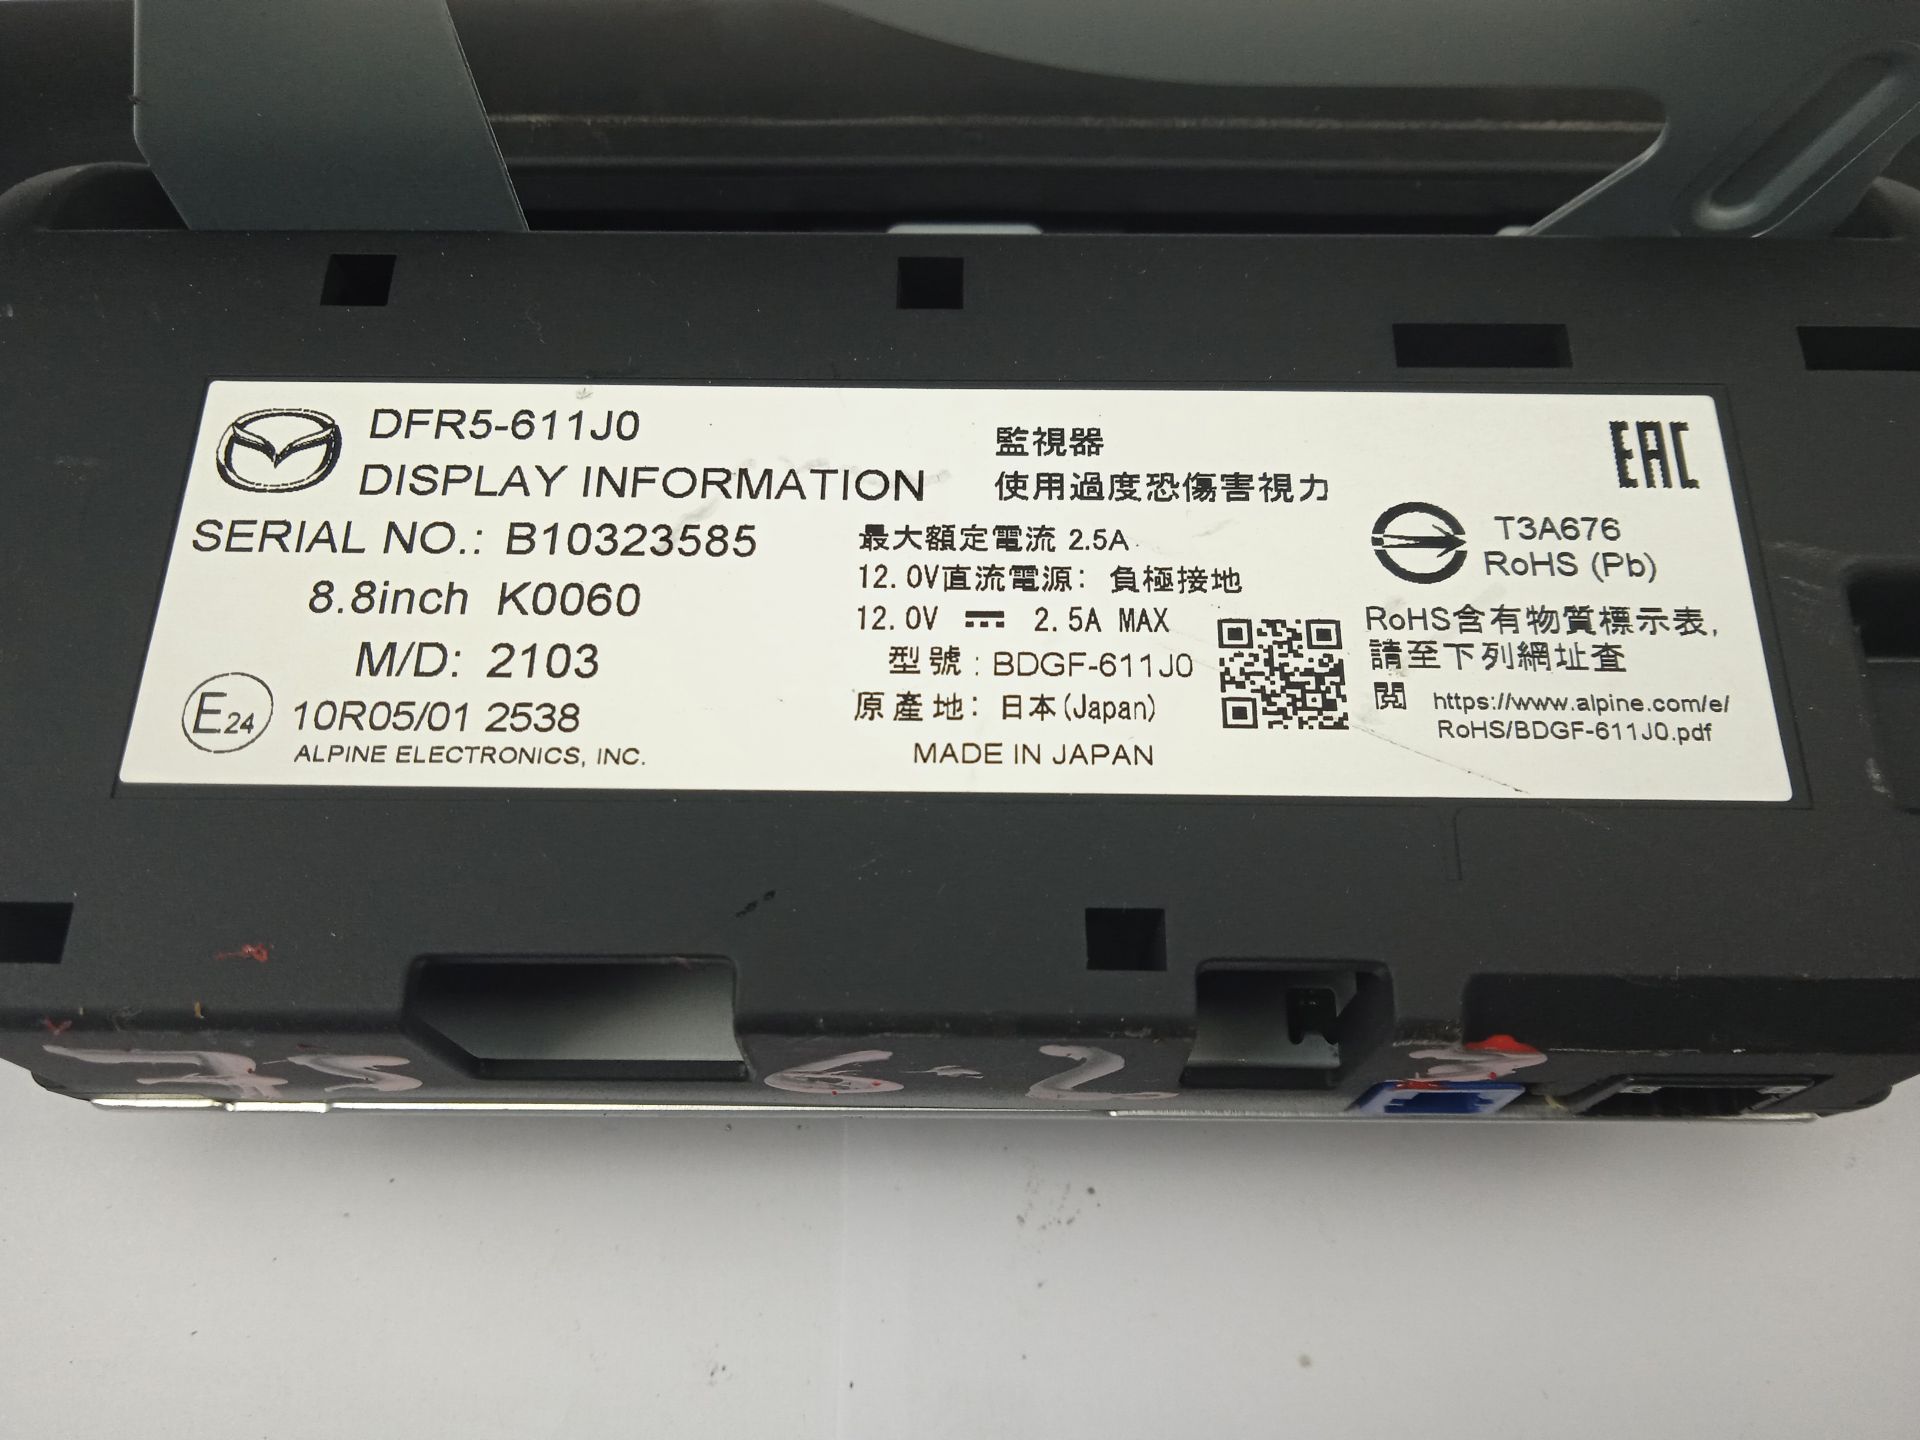 DFR5-611J0
DISPLAY INFORMATION
SERIAL NO.: B10323585
8.8inch K0060
M/D: 2103
E24 10R05/01 2538
ALPINE ELECTRONICS, INC.
監視器
使用過度恐傷害視力
最大額定電流 2.5A
12.0V直流電源: 負極接地
12.0V 2.5A MAX
型號: BDGF-611J0
原產地: 日本(Japan)
MADE IN JAPAN
EAC
T3A676
RoHS (Pb)
RoHS含有物質標示表,
請至下列網址查
閱 https://www.alpine.com/e/
RoHS/BDGF-611J0.pdf
75 6-2 3